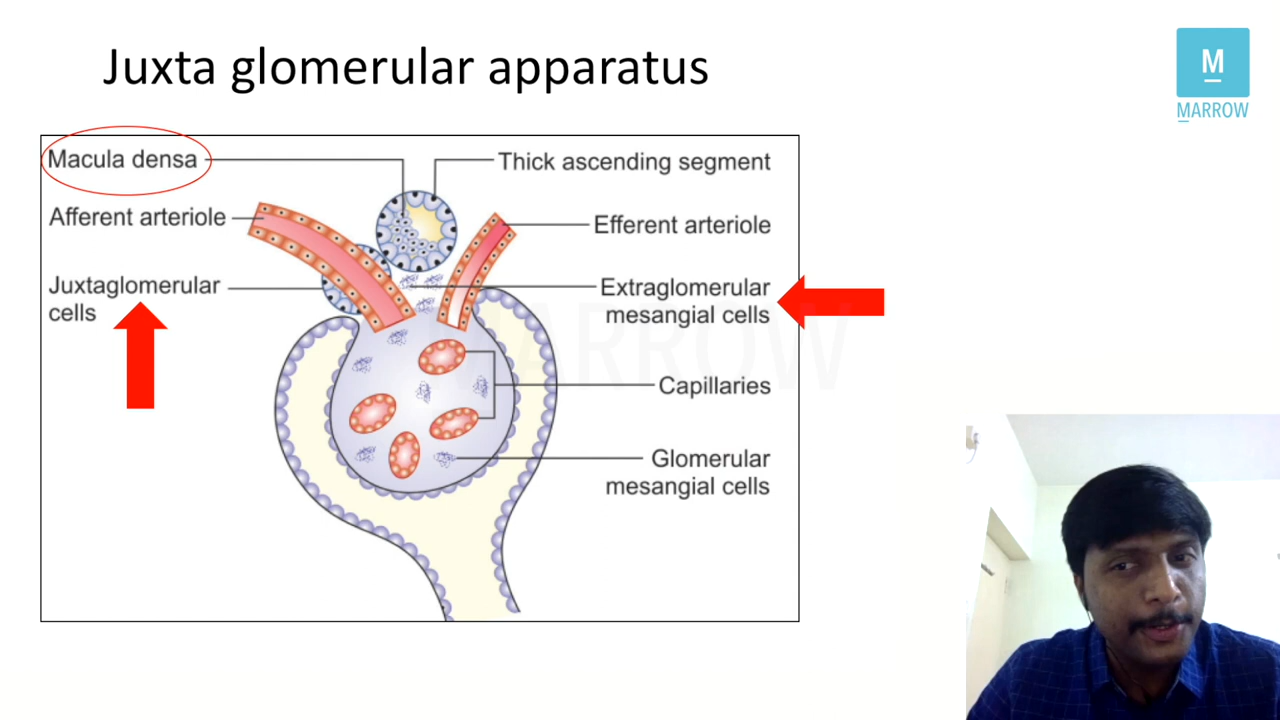 Juxta glomerular apparatus
M
MARROW
Macula densa
Thick ascending segment
Afferent arteriole
Efferent arteriole
Juxtaglomerular
cells
Extraglomerular
mesangial cells
MARROW
Capillaries
Glomerular
mesangial cells